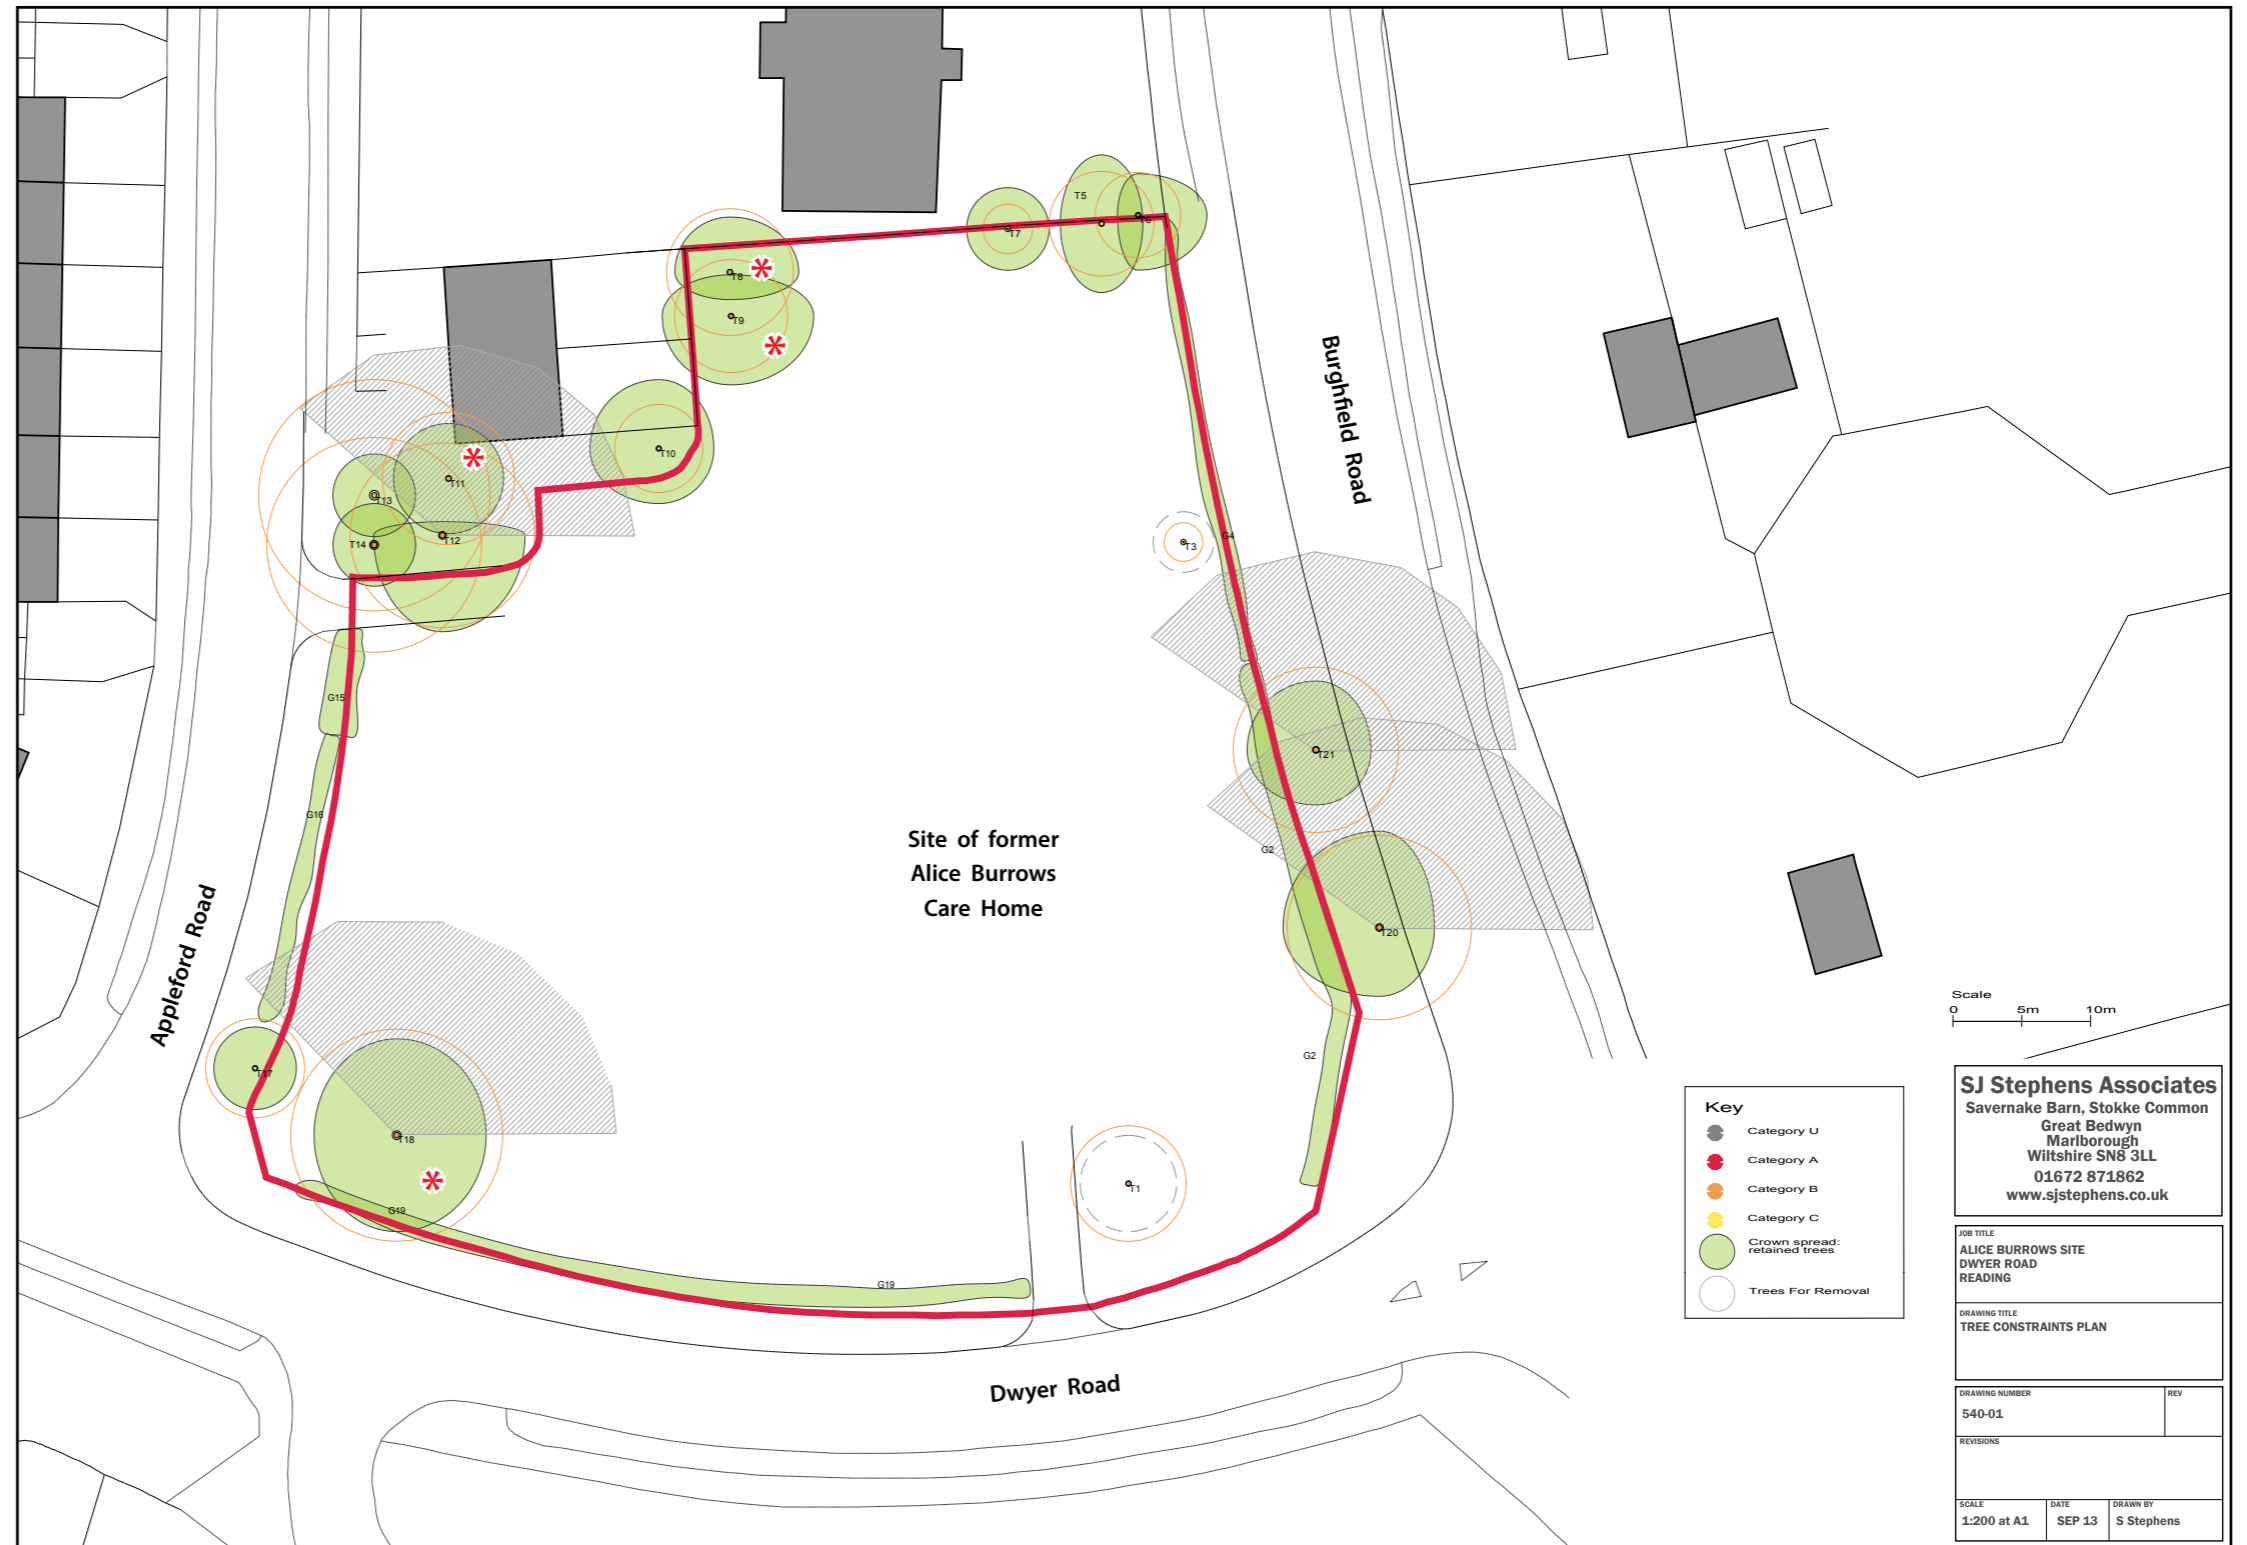 T5
T6
T7
T8
T9
T10
T11
T13
T12
T14
T3
G4
Burghfield Road
G15
T21
G16
Site of former
Alice Burrows
Care Home
G2
T20
Appleford Road
G2
T17
T18
T1
G19
G19
Dwyer Road
Scale
0 5m 10m
Key
Category U
Category A
Category B
Category C
Crown spread:
retained trees
Trees For Removal
SJ Stephens Associates
Savernake Barn, Stokke Common
Great Bedwyn
Marlborough
Wiltshire SN8 3LL
01672 871862
www.sjstephens.co.uk
JOB TITLE
ALICE BURROWS SITE
DWYER ROAD
READING
DRAWING TITLE
TREE CONSTRAINTS PLAN
DRAWING NUMBER REV
540-01
REVISIONS
SCALE DATE DRAWN BY
1:200 at A1 SEP 13 S Stephens